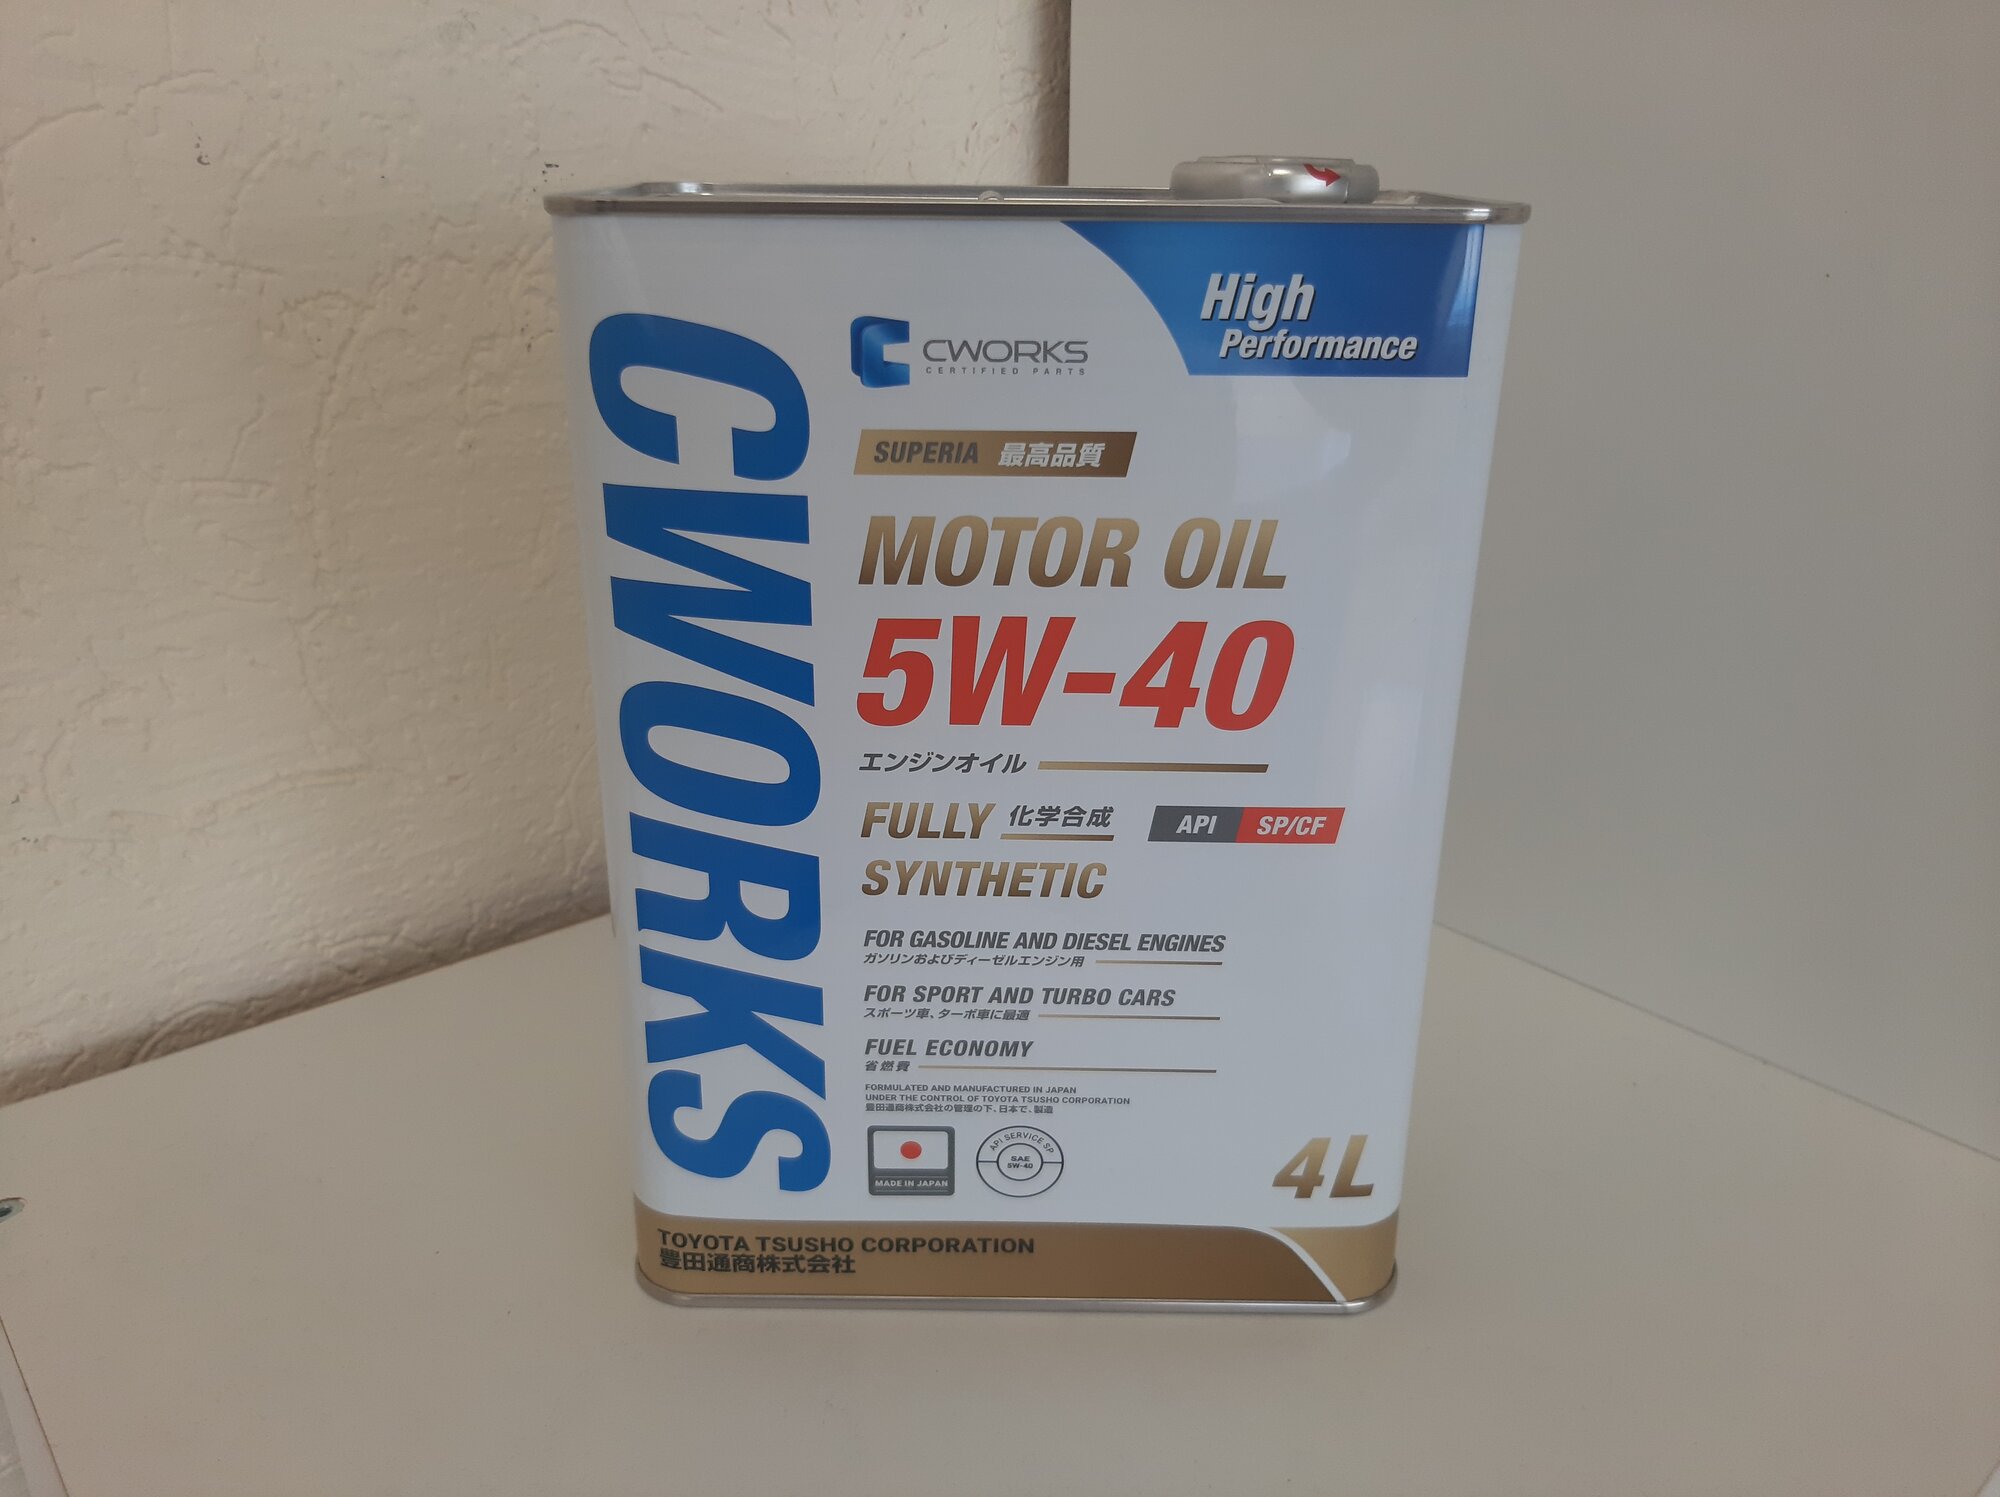 High
Performance
CWORKS
CERTIFIED PARTS
CWORKS
SUPERIA 最高品質
MOTOR OIL
5W-40
エンジンオイル
FULLY 化学合成
API SP/CF
SYNTHETIC
FOR GASOLINE AND DIESEL ENGINES
ガソリンおよびディーゼルエンジン用
FOR SPORT AND TURBO CARS
スポーツ車、ターボ車に最適
FUEL ECONOMY
省燃費
FORMULATED AND MANUFACTURED IN JAPAN
UNDER THE CONTROL OF TOYOTA TSUSHO CORPORATION
豊田通商株式会社の管理の下、日本で、製造
MADE IN JAPAN
API SERVICE SP
SAE
5W-40
4L
TOYOTA TSUSHO CORPORATION
豊田通商株式会社